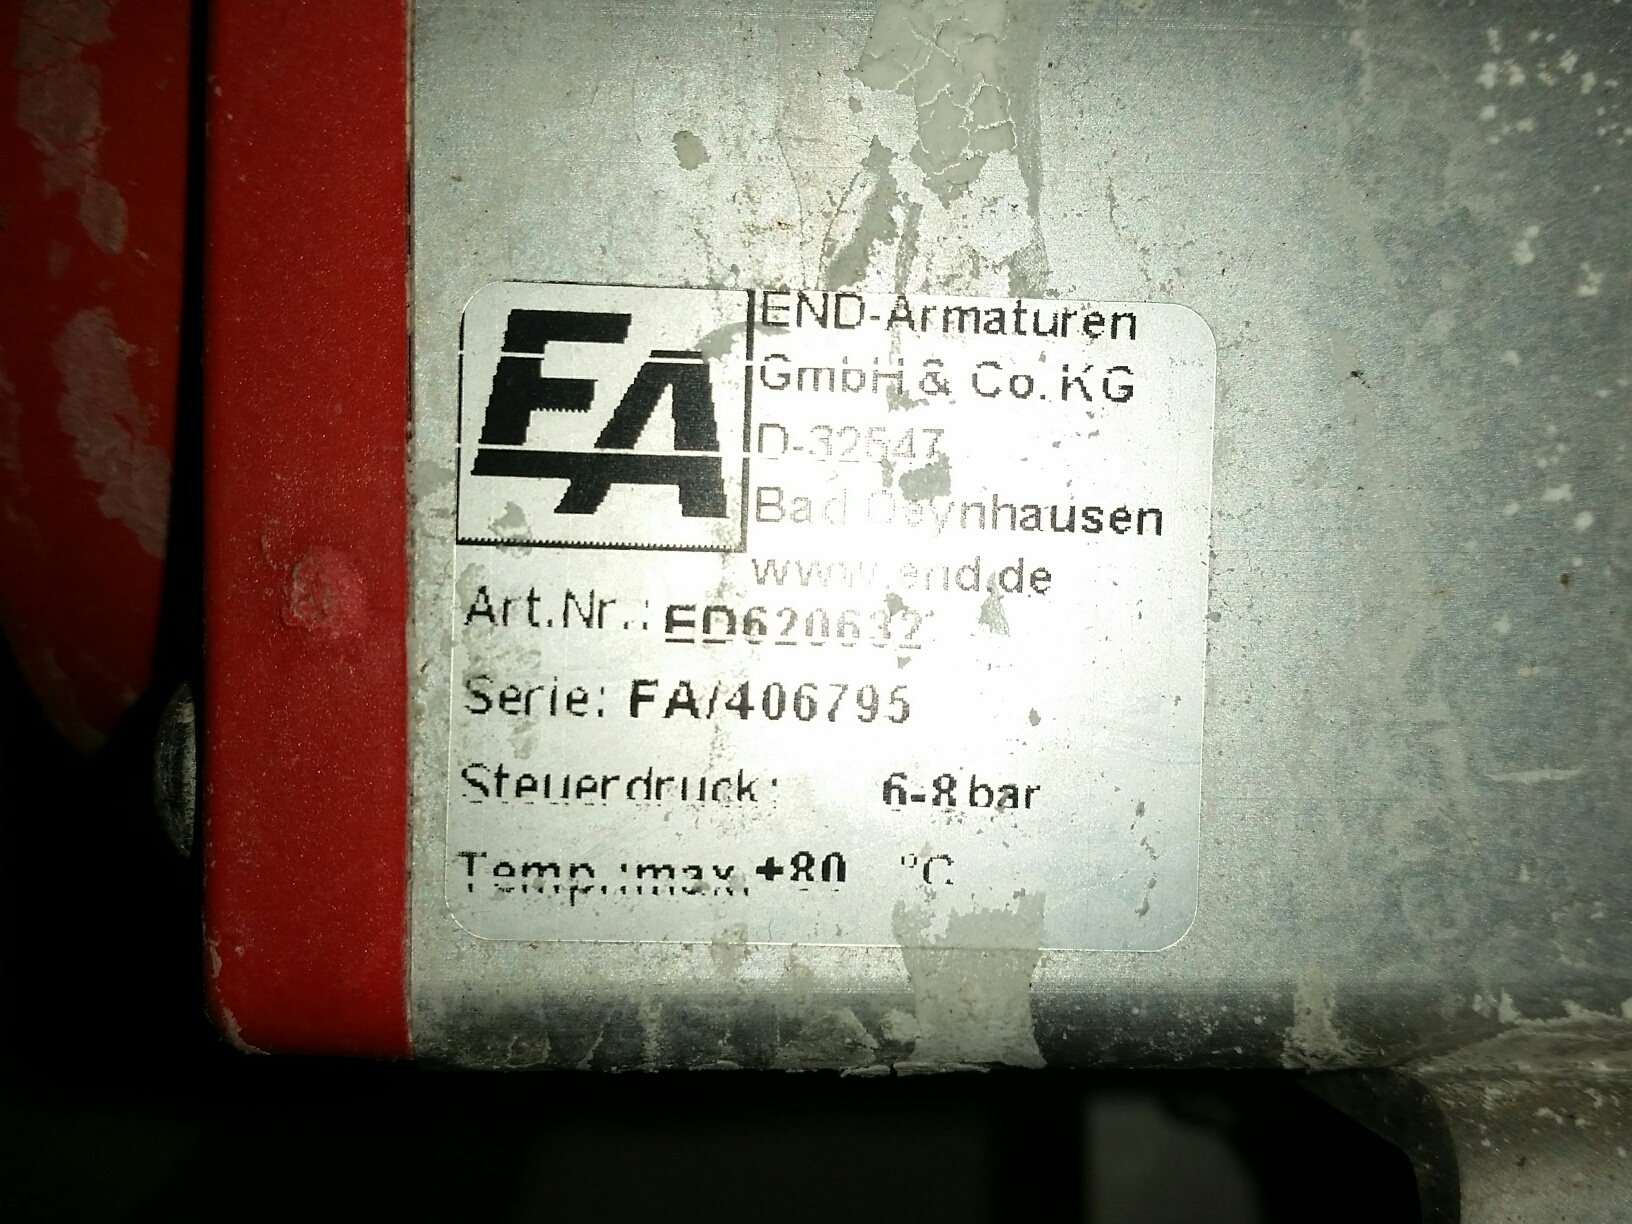 EA
END-Armaturen
GmbH & Co. KG
D-32547
Bad Oeynhausen
www.end.de
Art.Nr.: ED620632
Serie: FA/406795
Steuerdruck: 6-8 bar
Temp.:max. +80 °C